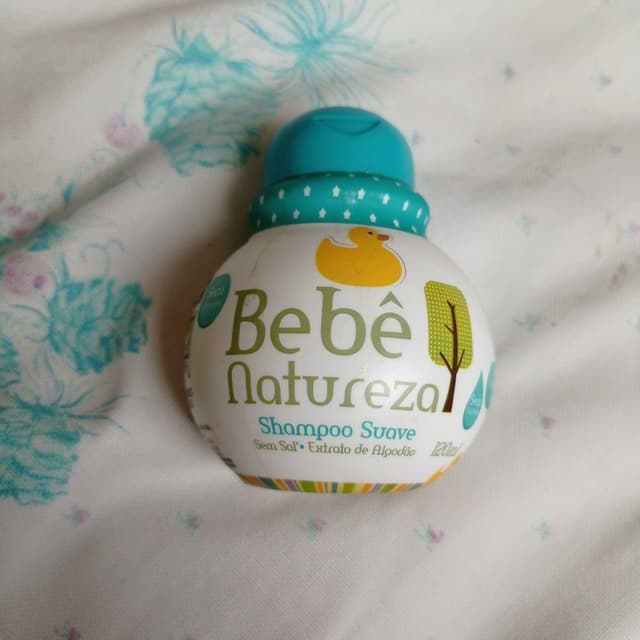 Bebê
Natureza
Shampoo Suave
Sem Sal* • Extrato de Algodão
120ml